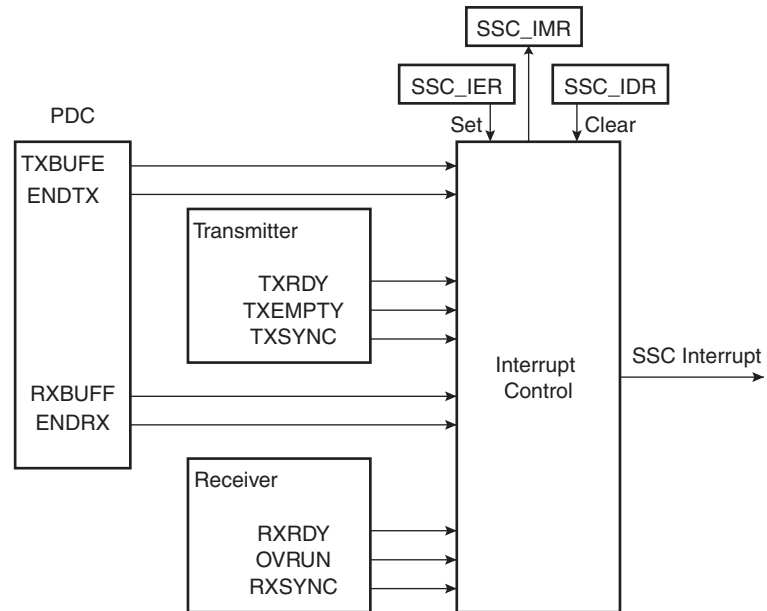 SSC_IMR
SSC_IER
SSC_IDR
Set
Clear
PDC
TXBUFE
ENDTX
Transmitter
TXRDY
TXEMPTY
TXSYNC
RXBUFF
ENDRX
Interrupt
Control
SSC Interrupt
Receiver
RXRDY
OVRUN
RXSYNC